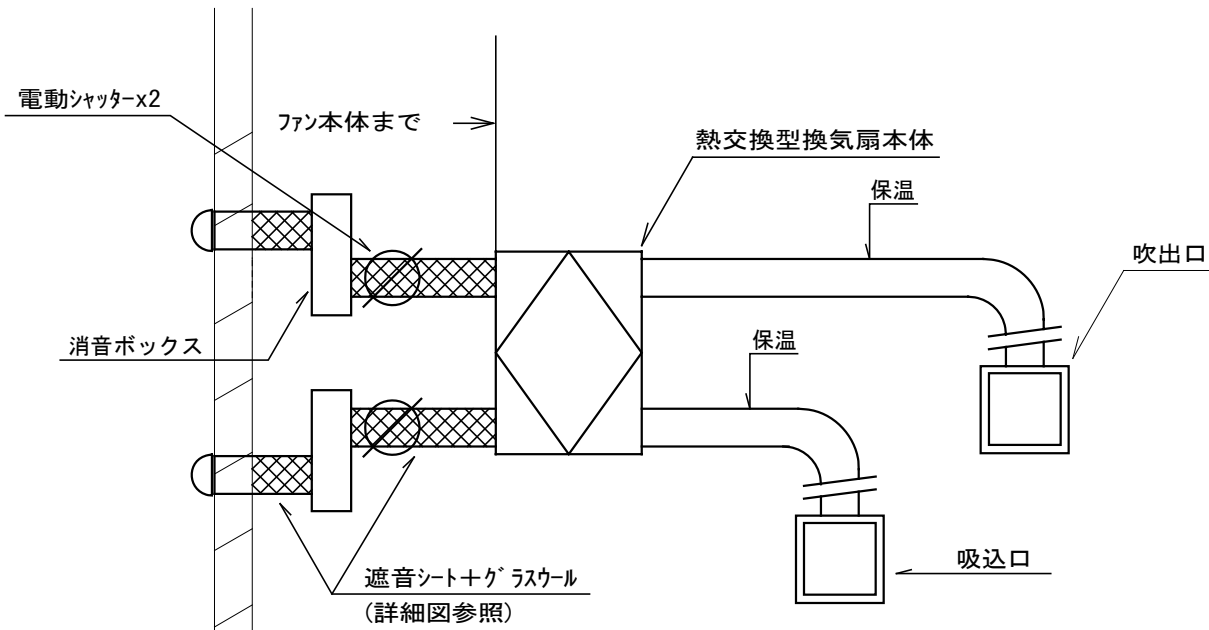 電動シャッターx2
ファン本体まで
熱交換型換気扇本体
保温
吹出口
消音ボックス
保温
吸込口
遮音シート＋グラスウール
(詳細図参照)